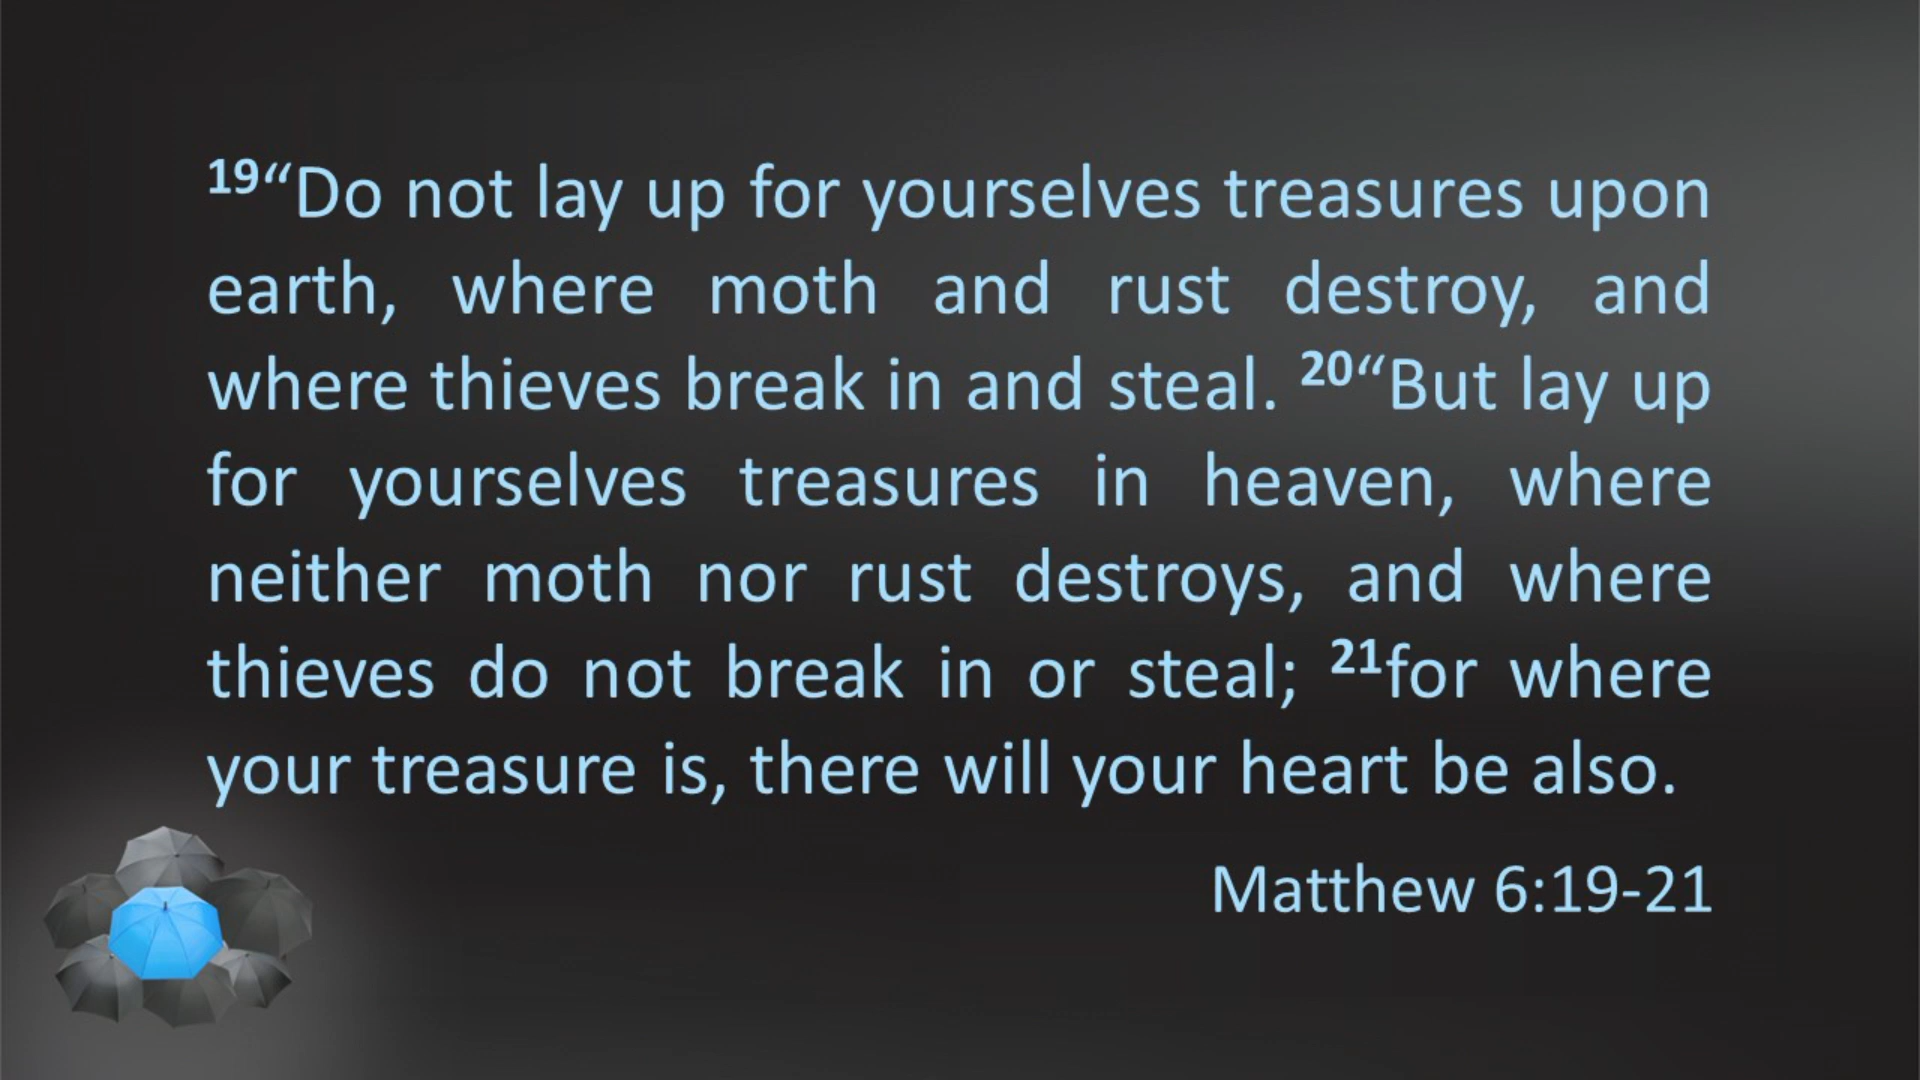 19“Do not lay up for yourselves treasures upon
earth, where moth and rust destroy, and
where thieves break in and steal. 20“But lay up
for yourselves treasures in heaven, where
neither moth nor rust destroys, and where
thieves do not break in or steal; 21for where
your treasure is, there will your heart be also.
Matthew 6:19-21